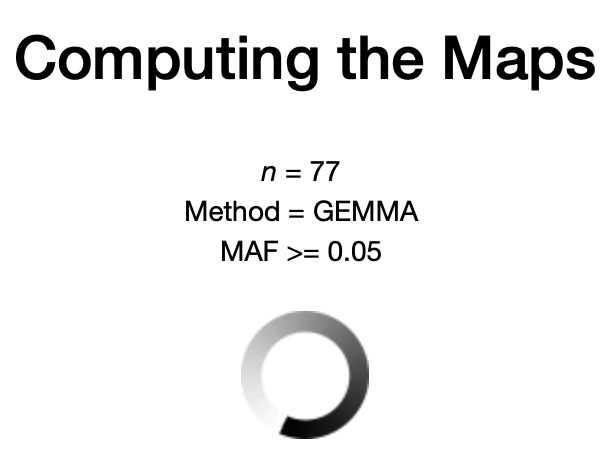 Computing the Maps
n = 77
Method = GEMMA
MAF >= 0.05